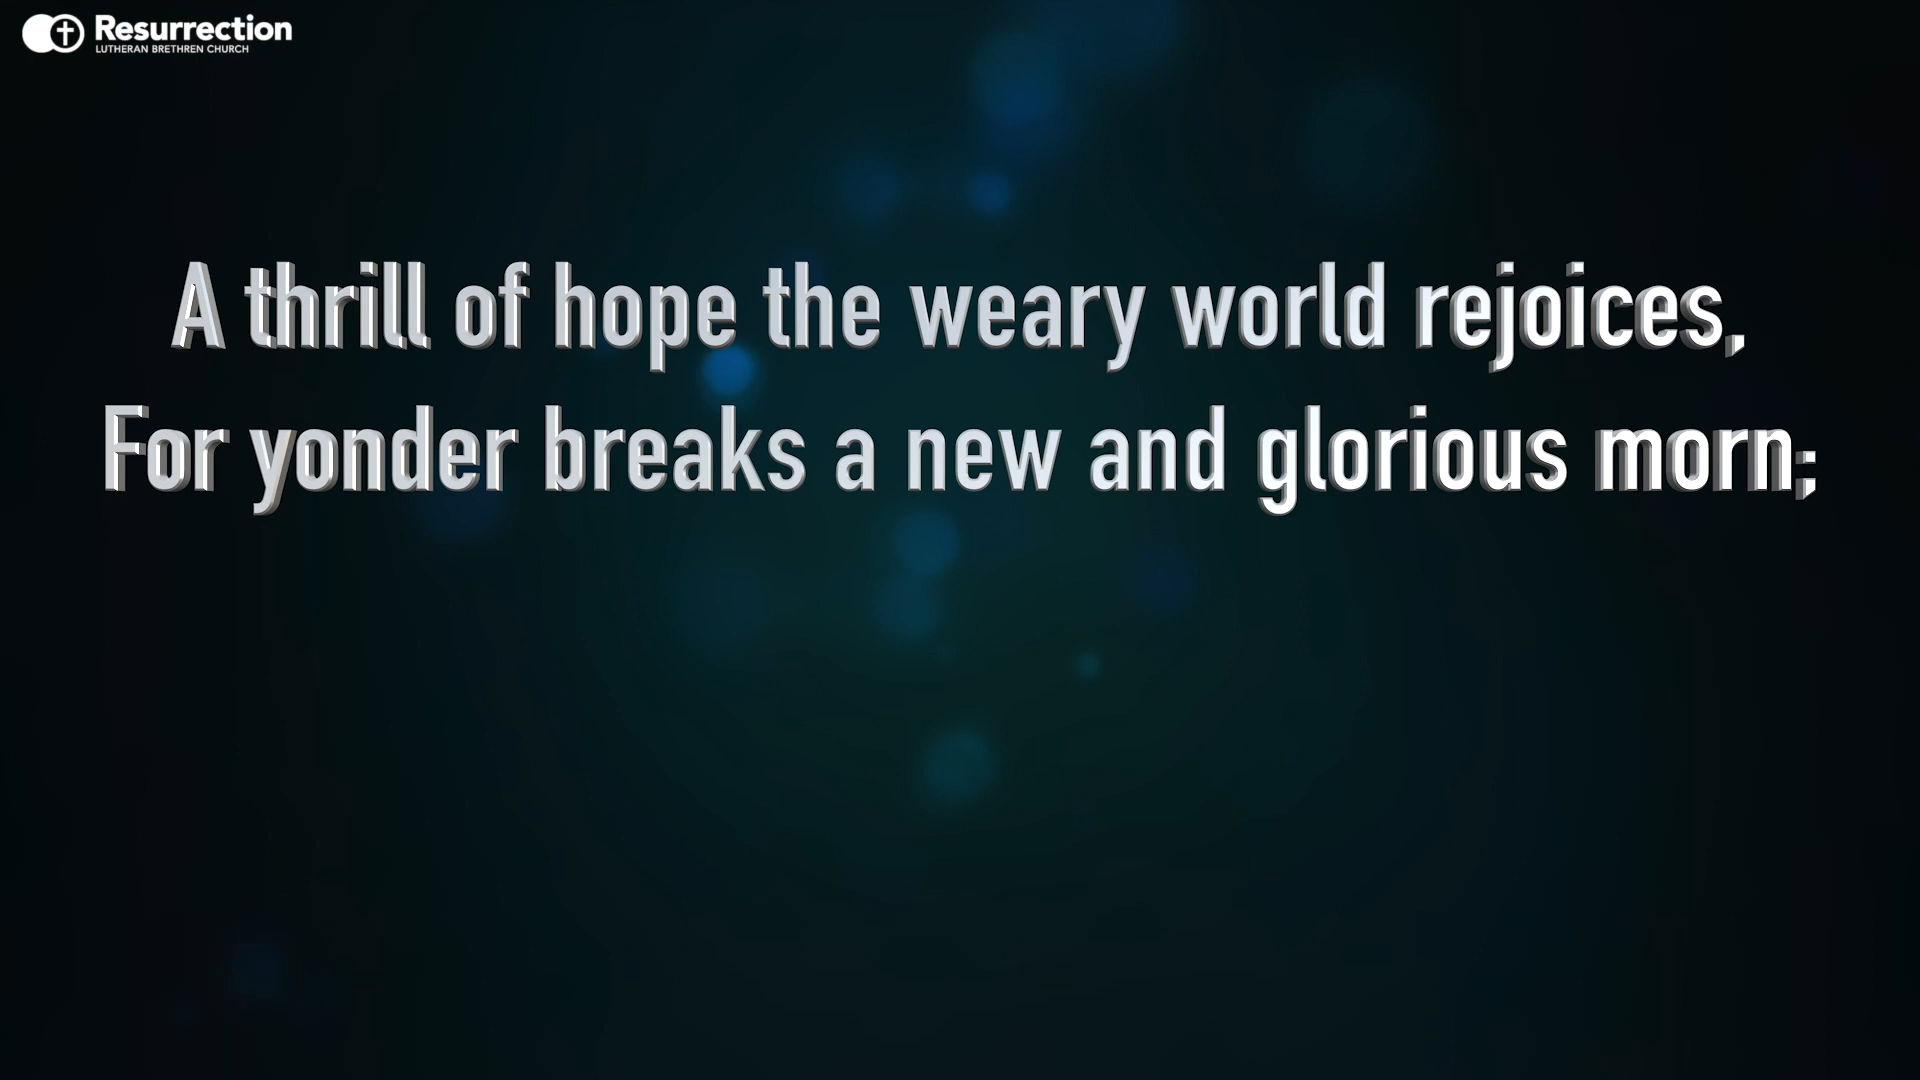 Resurrection
LUTHERAN BRETHREN CHURCH
A thrill of hope the weary world rejoices,
For yonder breaks a new and glorious morn;